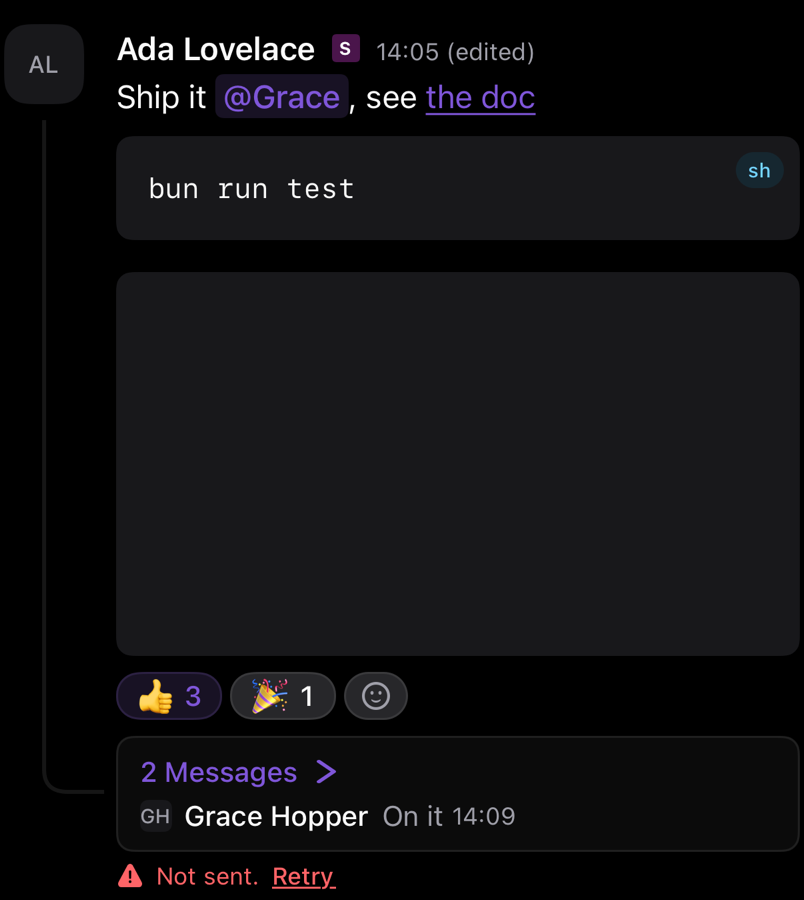 AL
Ada Lovelace S 14:05 (edited)
Ship it @Grace, see the doc
sh
bun run test
👍 3 🎉 1
2 Messages >
GH Grace Hopper On it 14:09
Not sent. Retry